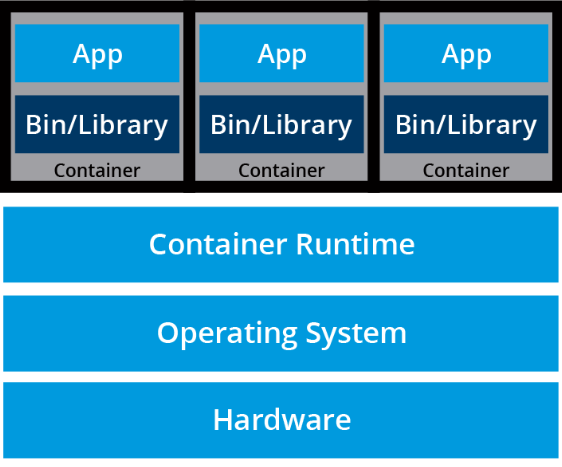 App App App
Bin/Library Bin/Library Bin/Library
Container Container Container
Container Runtime
Operating System
Hardware